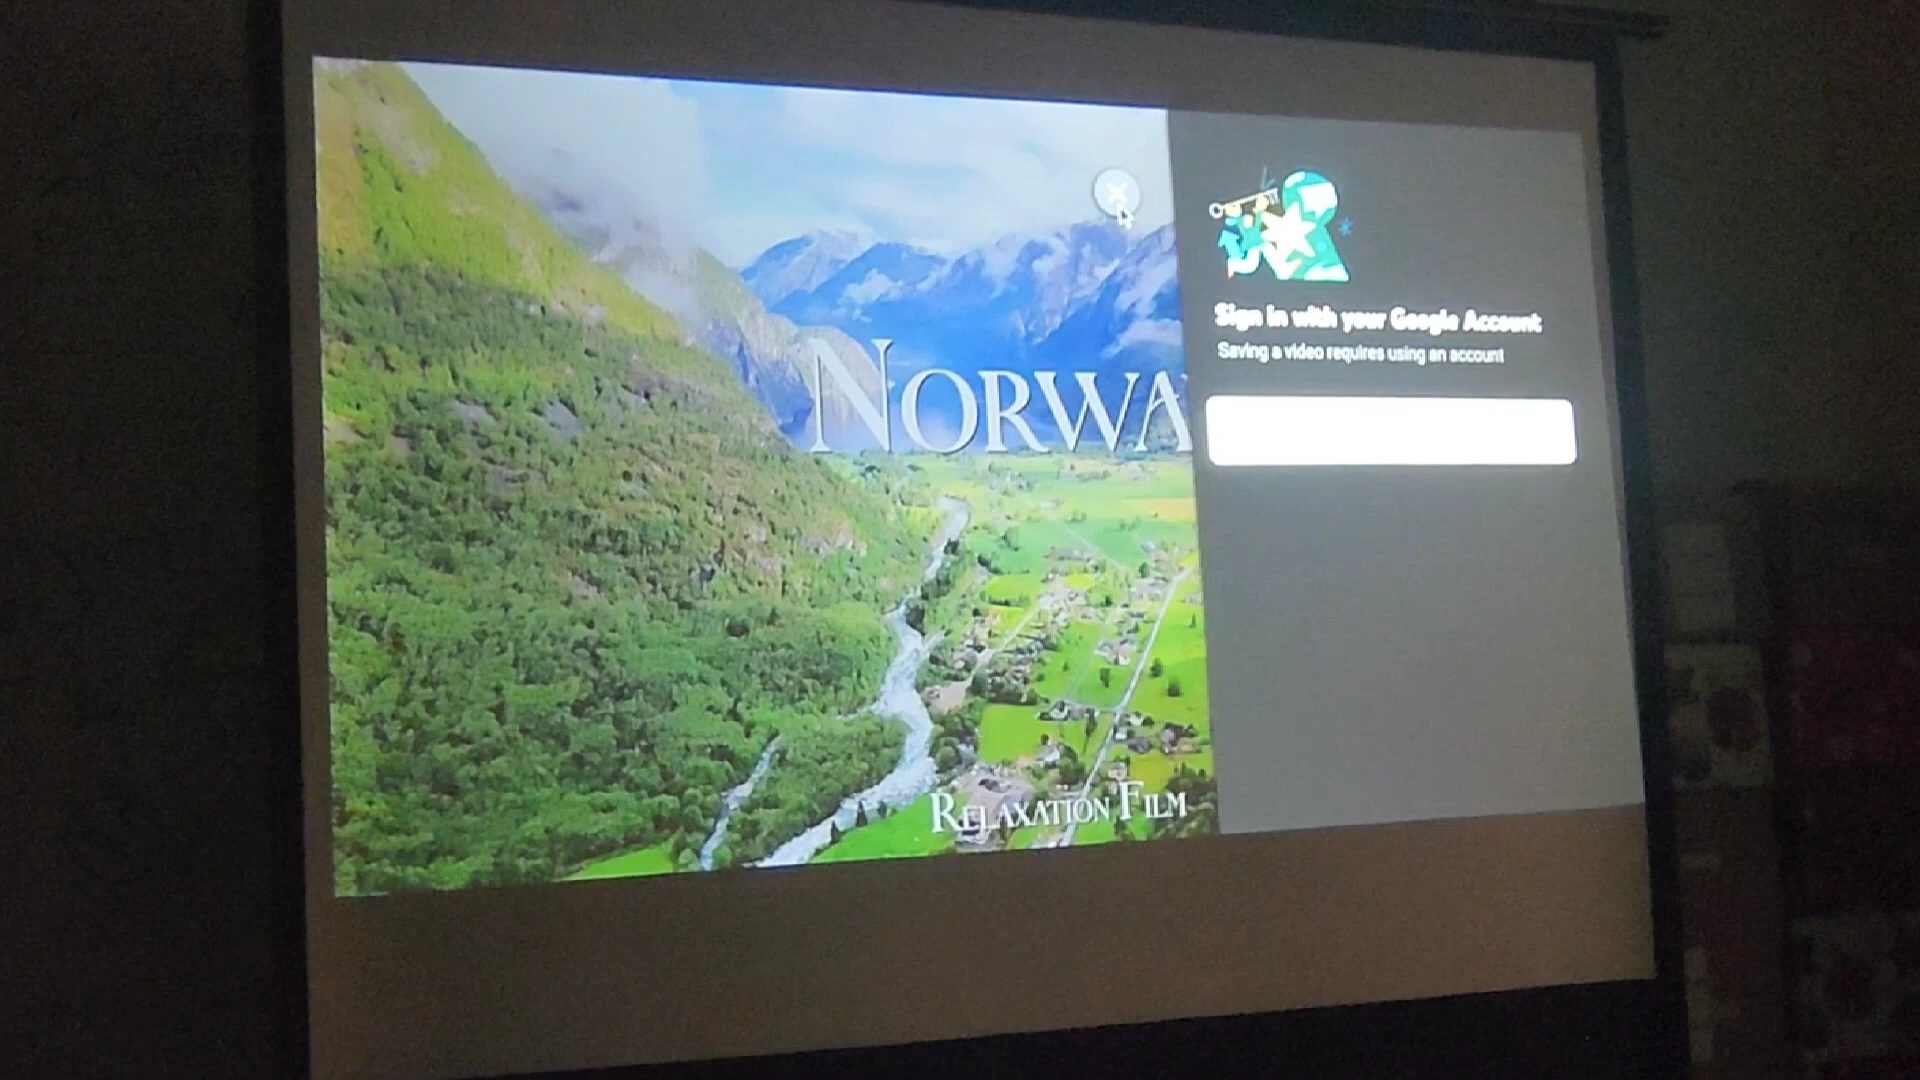 NORWA
RELAXATION FILM
Sign in with your Google Account
Saving a video requires using an account